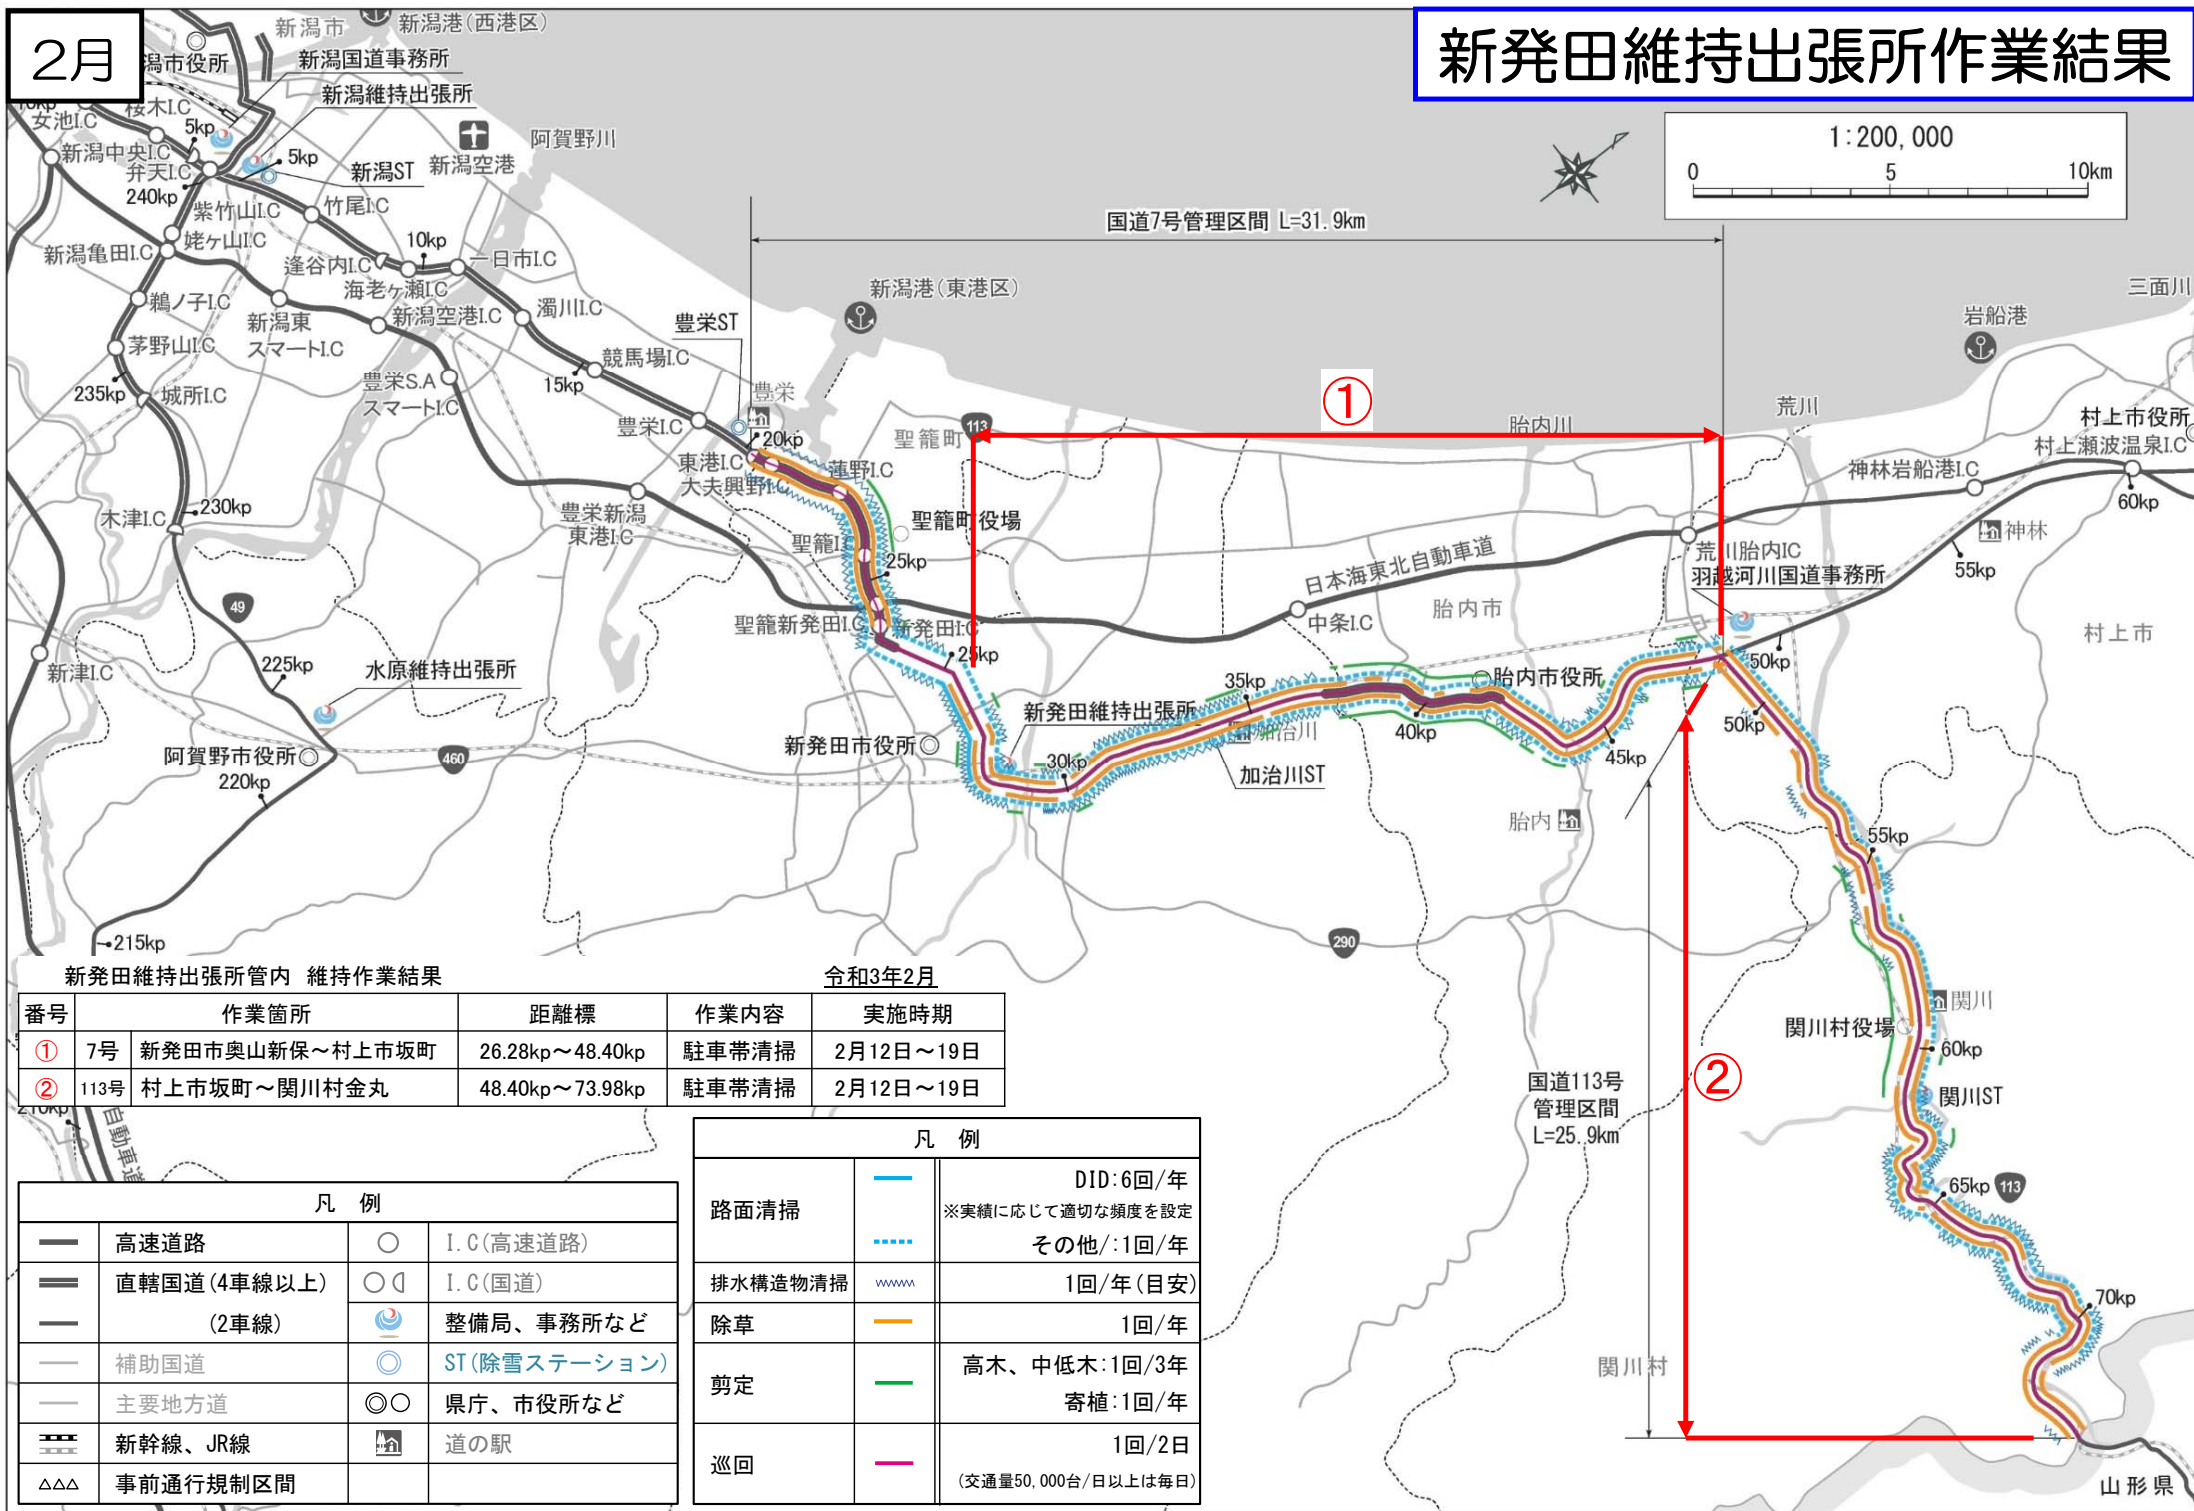 2月
新発田維持出張所作業結果
新潟市
新潟港(西港区)
潟市役所
新潟国道事務所
新潟維持出張所
桜木I.C
女池I.C
5kp
新潟中央I.C
弁天I.C
5kp
新潟ST
新潟空港
阿賀野川
240kp
紫竹山I.C
竹尾I.C
姥ヶ山I.C
新潟亀田I.C
10kp
逢谷内I.C
一日市I.C
海老ヶ瀬I.C
鵜ノ子I.C
新潟東
スマートI.C
新潟空港I.C
濁川I.C
茅野山I.C
235kp
城所I.C
豊栄S.A
スマートI.C
競馬場I.C
15kp
豊栄ST
豊栄
豊栄I.C
20kp
東港I.C
大夫興野I.C
蓮野I.C
新潟港(東港区)
国道7号管理区間 L=31.9km
1:200,000
0
5
10km
三面川
岩船港
①
113
聖籠町
胎内川
荒川
村上市役所
村上瀬波温泉I.C
神林岩船港I.C
60kp
神林
55kp
木津I.C
230kp
豊栄新潟
東港I.C
聖籠町役場
25kp
聖籠新発田I.C
新発田I.C
25kp
日本海東北自動車道
中条I.C
胎内市
荒川胎内IC
羽越河川国道事務所
村上市
50kp
49
新津I.C
225kp
水原維持出張所
阿賀野市役所
220kp
460
新発田市役所
新発田維持出張所
30kp
35kp
加治川
加治川ST
胎内市役所
40kp
45kp
50kp
胎内
55kp
290
215kp
関川
関川村役場
60kp
関川ST
国道113号
管理区間
L=25.9km
②
65kp
113
70kp
関川村
山形県
自動車道
新発田維持出張所管内 維持作業結果
令和3年2月
番号 作業箇所 距離標 作業内容 実施時期
① 7号 新発田市奥山新保～村上市坂町 26.28kp～48.40kp 駐車帯清掃 2月12日～19日
② 113号 村上市坂町～関川村金丸 48.40kp～73.98kp 駐車帯清掃 2月12日～19日
凡 例
高速道路 I.C(高速道路)
直轄国道(4車線以上) I.C(国道)
(2車線) 整備局、事務所など
補助国道 ST(除雪ステーション)
主要地方道 県庁、市役所など
新幹線、JR線 道の駅
事前通行規制区間
凡 例
路面清掃 DID:6回/年
※実績に応じて適切な頻度を設定
その他/:1回/年
排水構造物清掃 1回/年(目安)
除草 1回/年
剪定 高木、中低木:1回/3年
寄植:1回/年
巡回 1回/2日
(交通量50,000台/日以上は毎日)